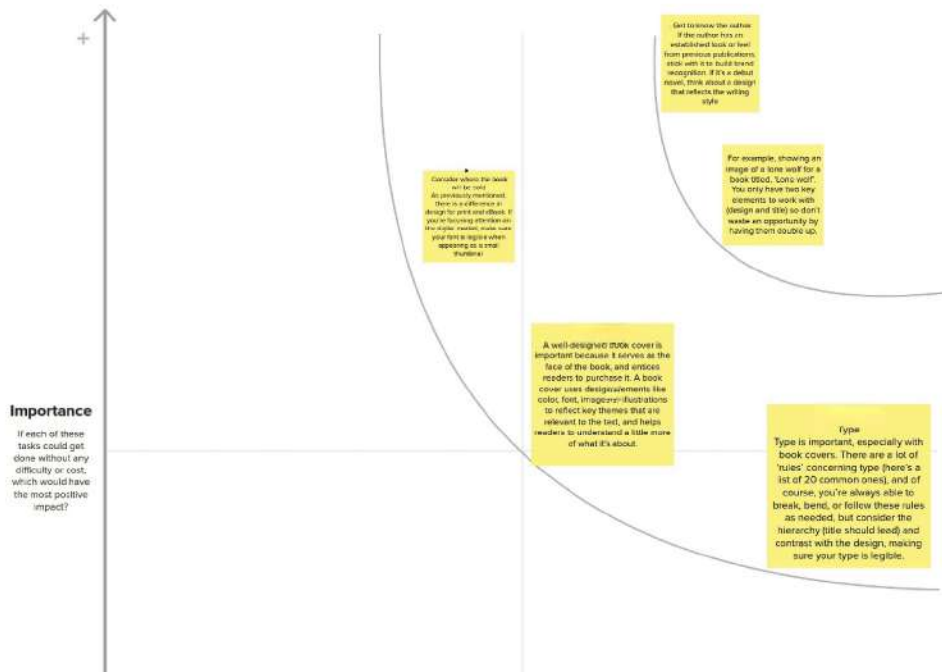 +
Importance
If each of these
tasks could get
done without any
difficulty or cost,
which would have
the most positive
impact?
Get to know the author
If the author has an
established look or feel
from previous publications,
stick with it to build brand
recognition. If it's a debut
novel, think about a design
that reflects the writing
style
For example, showing an
image of a lone wolf for a
book titled, 'Lone wolf'.
You only have two key
elements to work with
(design and title) so don't
waste an opportunity by
having them double up.
Consider where the book
will be sold
As previously mentioned,
there is a difference in
design for print and eBook. If
you're focusing attention on
the digital market, make sure
your font is legible when
appearing as a small
thumbnail
A well-designed book cover is
important because it serves as the
face of the book, and entices
readers to purchase it. A book
cover uses design elements like
color, font, images or illustrations
to reflect key themes that are
relevant to the text, and helps
readers to understand a little more
of what it's about.
Type
Type is important, especially with
book covers. There are a lot of
'rules' concerning type (here's a
list of 20 common ones), and of
course, you're always able to
break, bend, or follow these rules
as needed, but consider the
hierarchy (title should lead) and
contrast with the design, making
sure your type is legible.